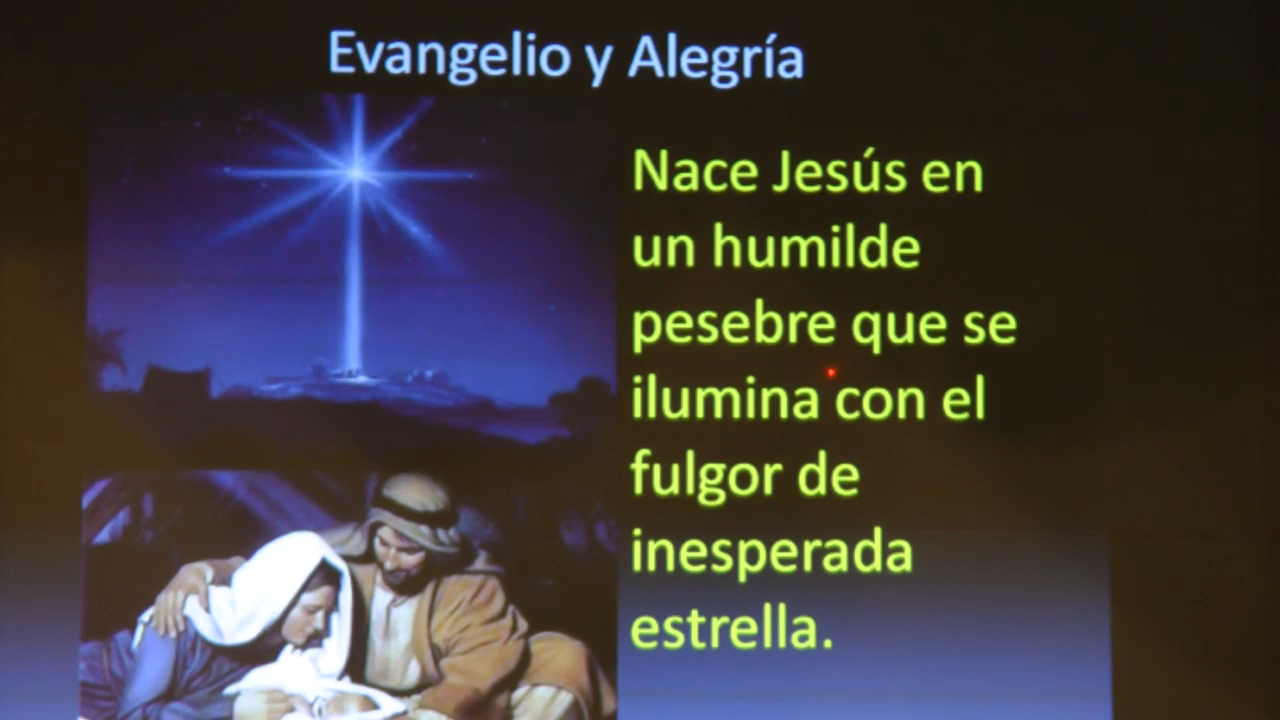 Evangelio y Alegría
Nace Jesús en
un humilde
pesebre que se
ilumina con el
fulgor de
inesperada
estrella.